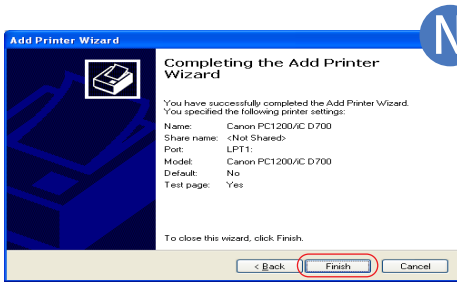 Add Printer Wizard
N
Completing the Add Printer
Wizard
You have successfully completed the Add Printer Wizard.
You specified the following printer settings:
Name: Canon PC1200/iC D700
Share name: <Not Shared>
Port: LPT1:
Model: Canon PC1200/iC D700
Default: No
Test page: Yes
To close this wizard, click Finish.
< Back Finish Cancel